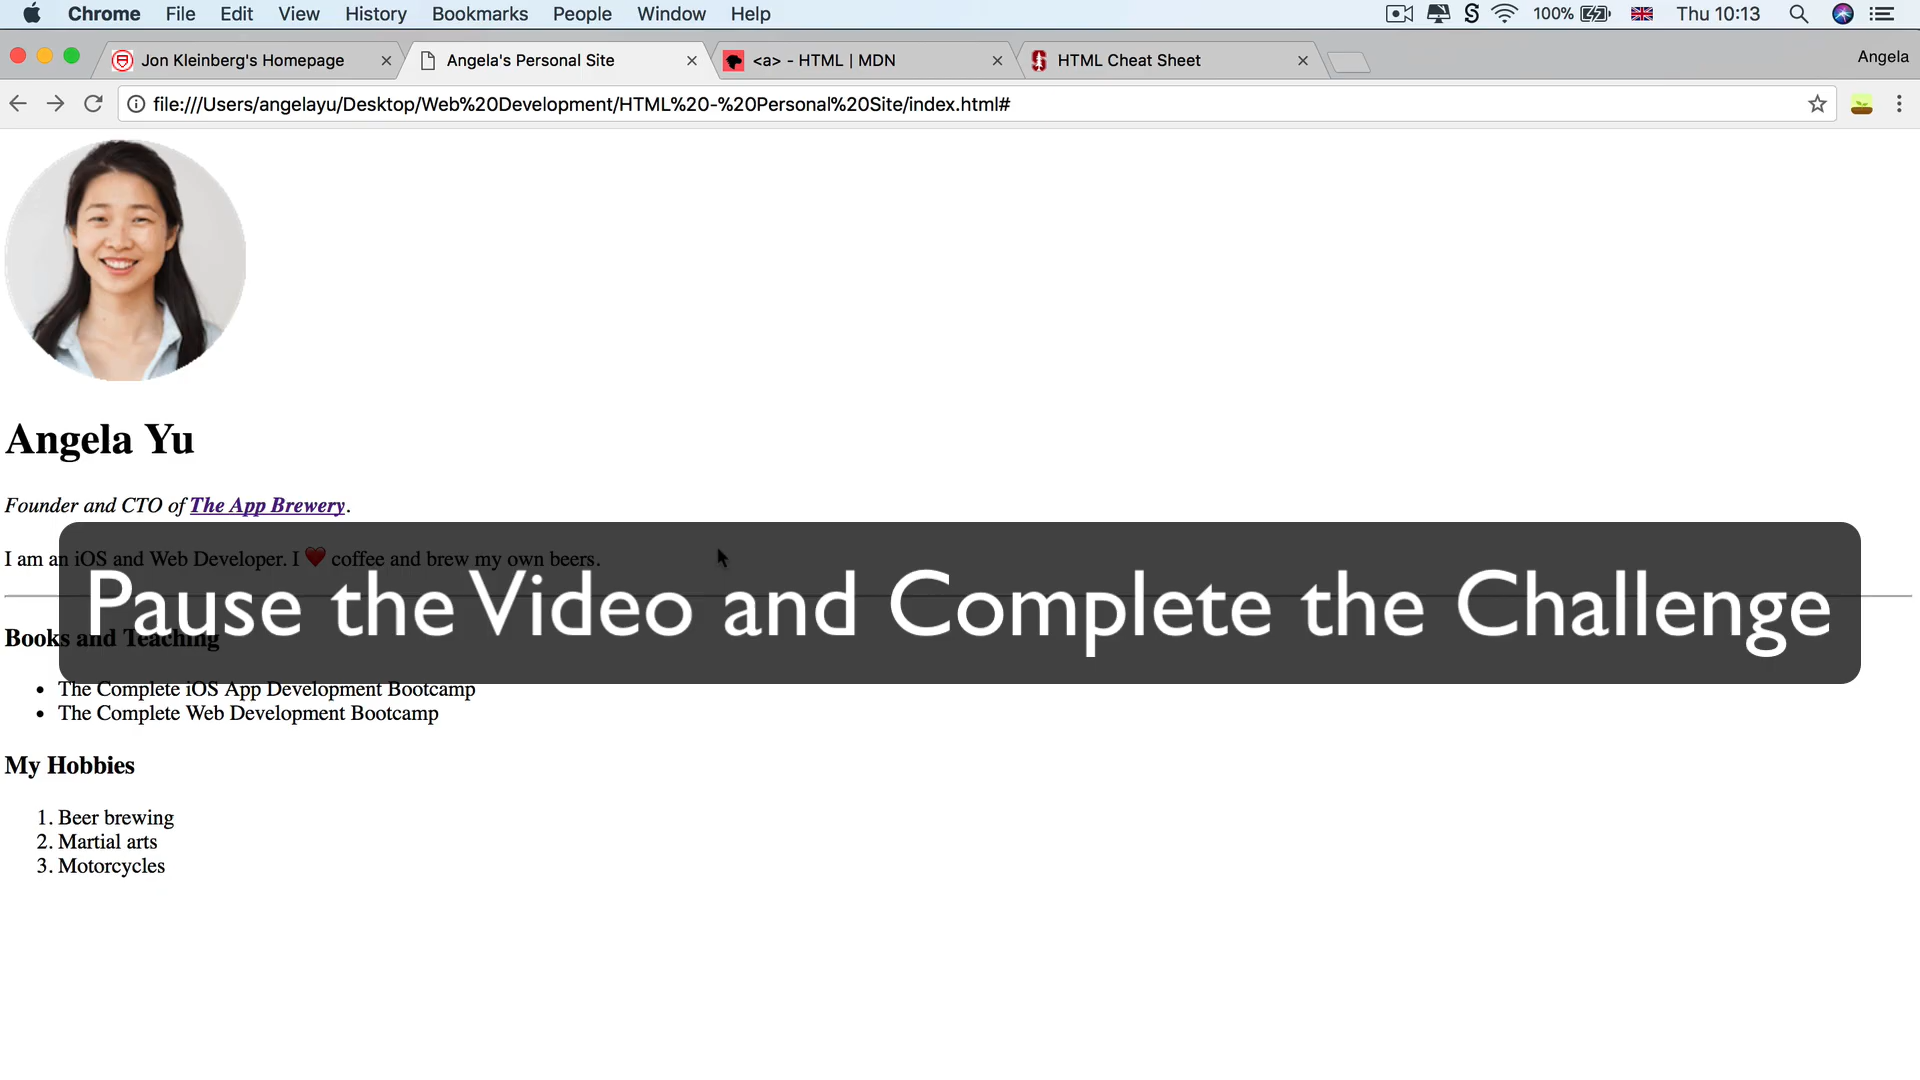 Chrome File Edit View History Bookmarks People Window Help 100% Thu 10:13
Jon Kleinberg's Homepage Angela's Personal Site <a> - HTML | MDN HTML Cheat Sheet Angela
file:///Users/angelayu/Desktop/Web%20Development/HTML%20-%20Personal%20Site/index.html#
Angela Yu
Founder and CTO of The App Brewery.
I am an iOS and Web Developer. I ❤️ coffee and brew my own beers.
Pause the Video and Complete the Challenge
Books and Teaching
• The Complete iOS App Development Bootcamp
• The Complete Web Development Bootcamp
My Hobbies
1. Beer brewing
2. Martial arts
3. Motorcycles